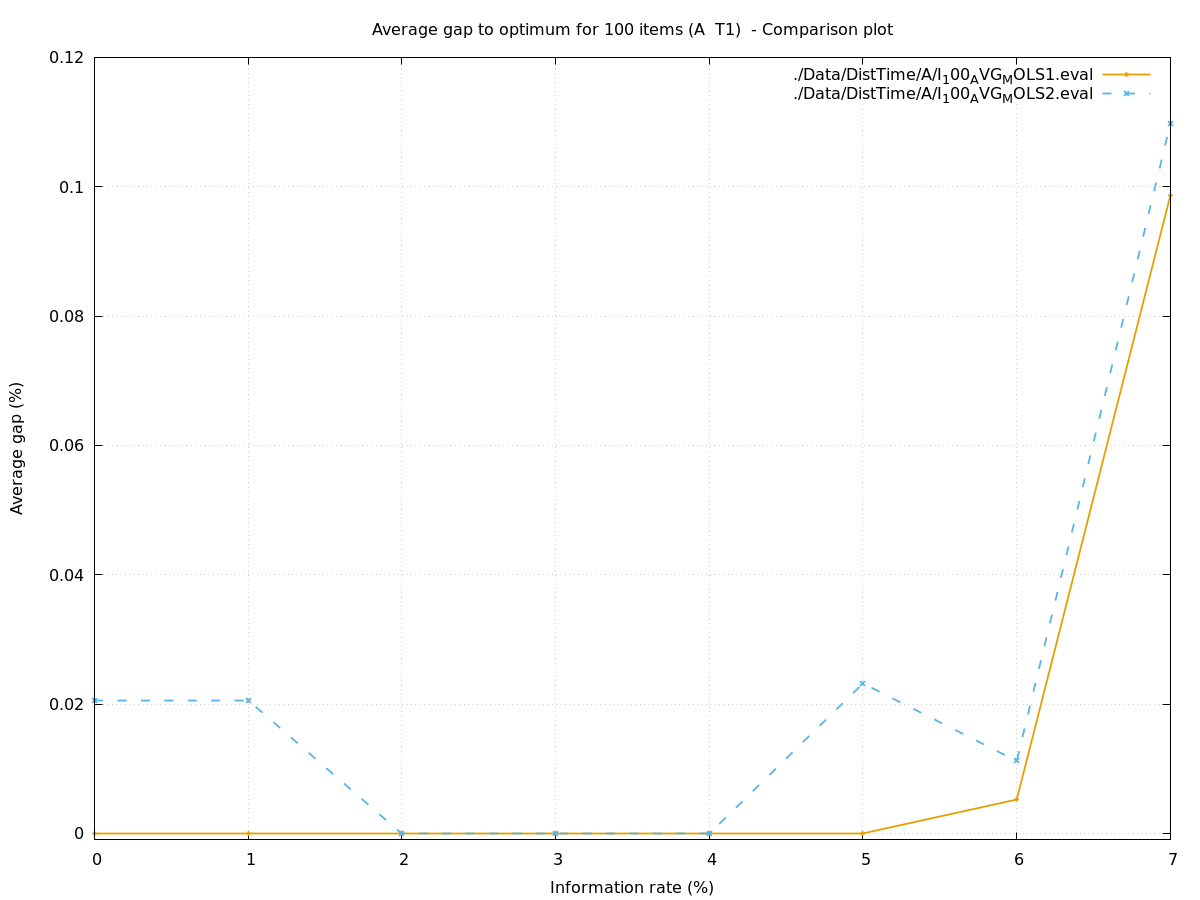 Average gap to optimum for 100 items (A  T1)  - Comparison plot
./Data/DistTime/A/I₁00_AVG_MOLS1.eval
./Data/DistTime/A/I₁00_AVG_MOLS2.eval
0.12
0.1
0.08
0.06
0.04
0.02
0
Average gap (%)
0 1 2 3 4 5 6 7
Information rate (%)